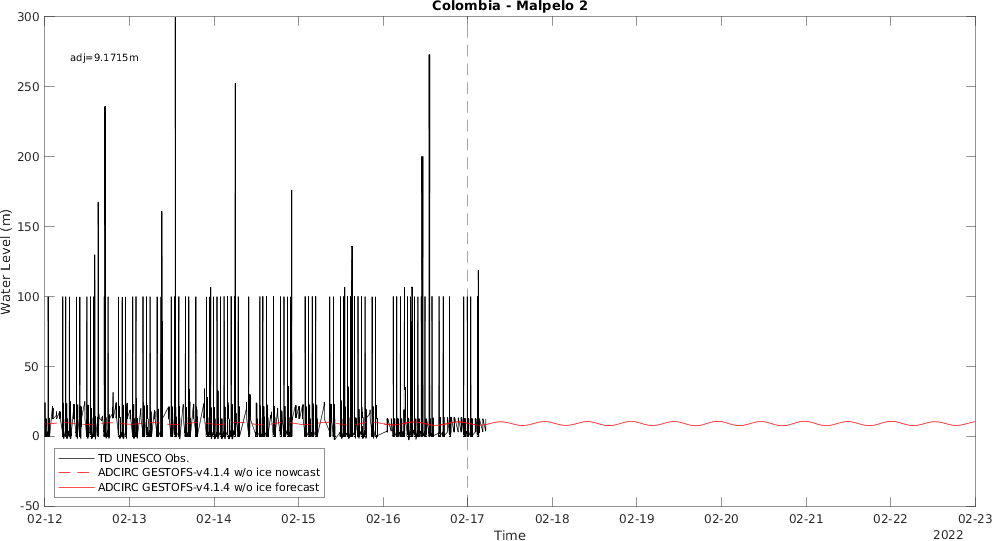 Colombia - Malpelo 2
300
250
200
150
100
50
0
-50
Water Level (m)
adj=9.1715m
TD UNESCO Obs.
ADCIRC GESTOFS-v4.1.4 w/o ice nowcast
ADCIRC GESTOFS-v4.1.4 w/o ice forecast
02-12 02-13 02-14 02-15 02-16 02-17 02-18 02-19 02-20 02-21 02-22 02-23
Time
2022